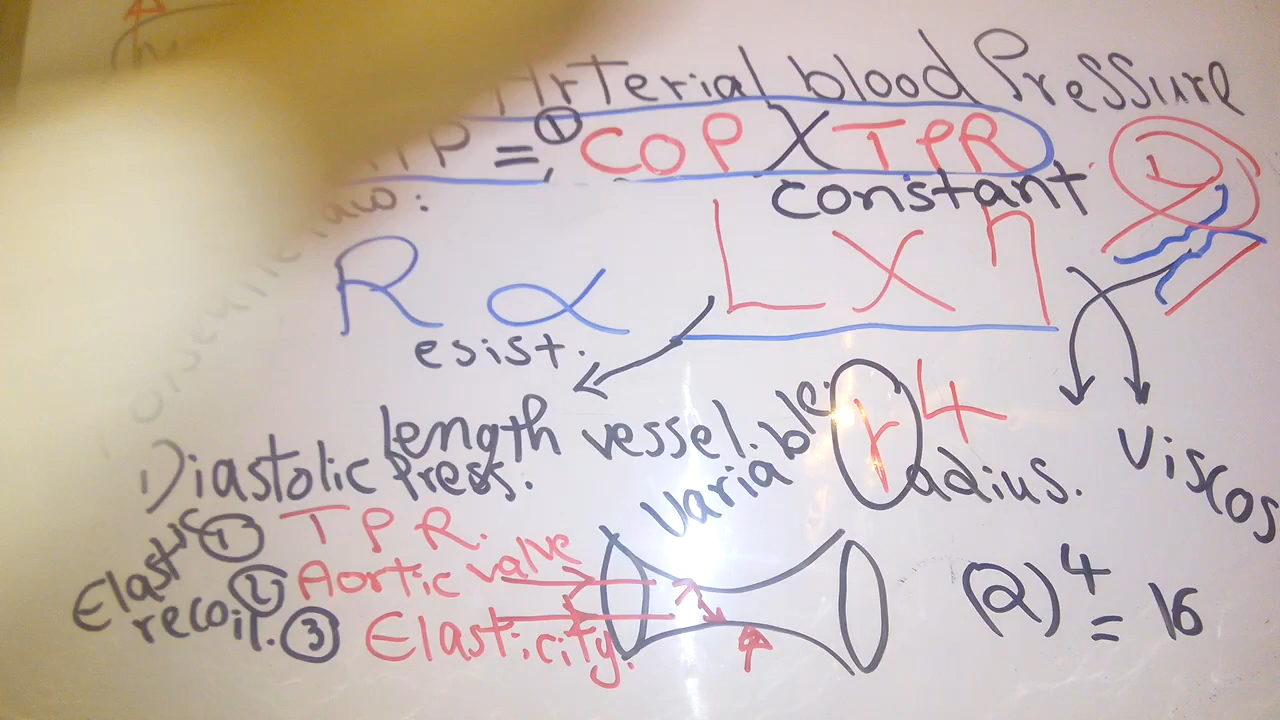 Arterial blood Pressure
= ① COP X TPR
constant
R α L X η
esist.
length vessel.
variable.
r4
adius.
Viscos
Diastolic Press.
① TPR.
② Aortic valve
③ Elasticity.
Elastic recoil.
(2)4 = 16